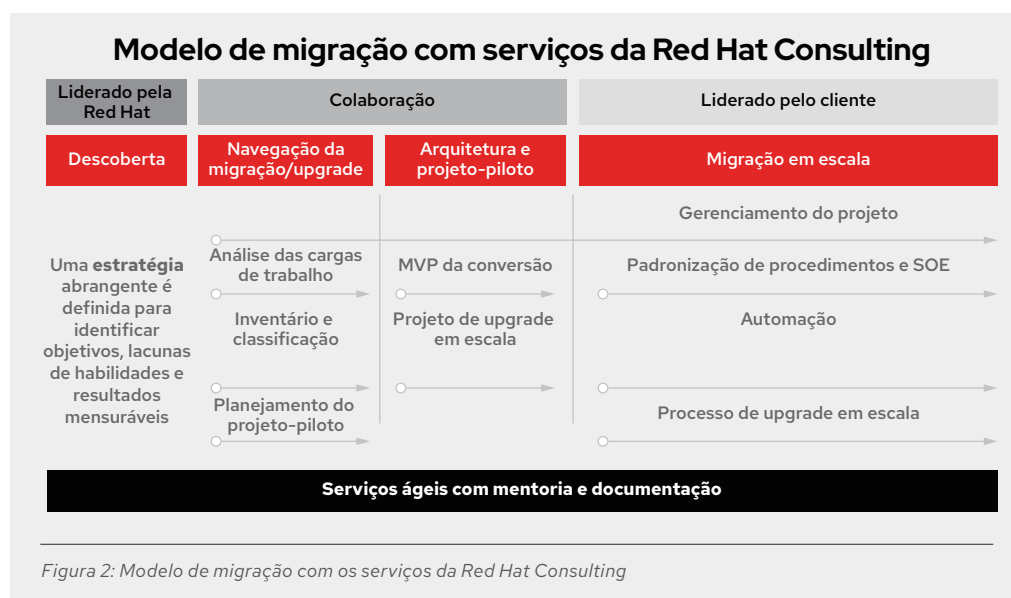 Modelo de migração com serviços da Red Hat Consulting
Liderado pela
Red Hat
Colaboração
Liderado pelo cliente
Descoberta
Navegação da
migração/upgrade
Arquitetura e
projeto-piloto
Migração em escala
Uma estratégia
abrangente é
definida para
identificar
objetivos, lacunas
de habilidades e
resultados
mensuráveis
Gerenciamento do projeto
Análise das cargas
de trabalho
MVP da conversão
Padronização de procedimentos e SOE
Inventário e
classificação
Projeto de upgrade
em escala
Automação
Planejamento do
projeto-piloto
Processo de upgrade em escala
Serviços ágeis com mentoria e documentação
Figura 2: Modelo de migração com os serviços da Red Hat Consulting